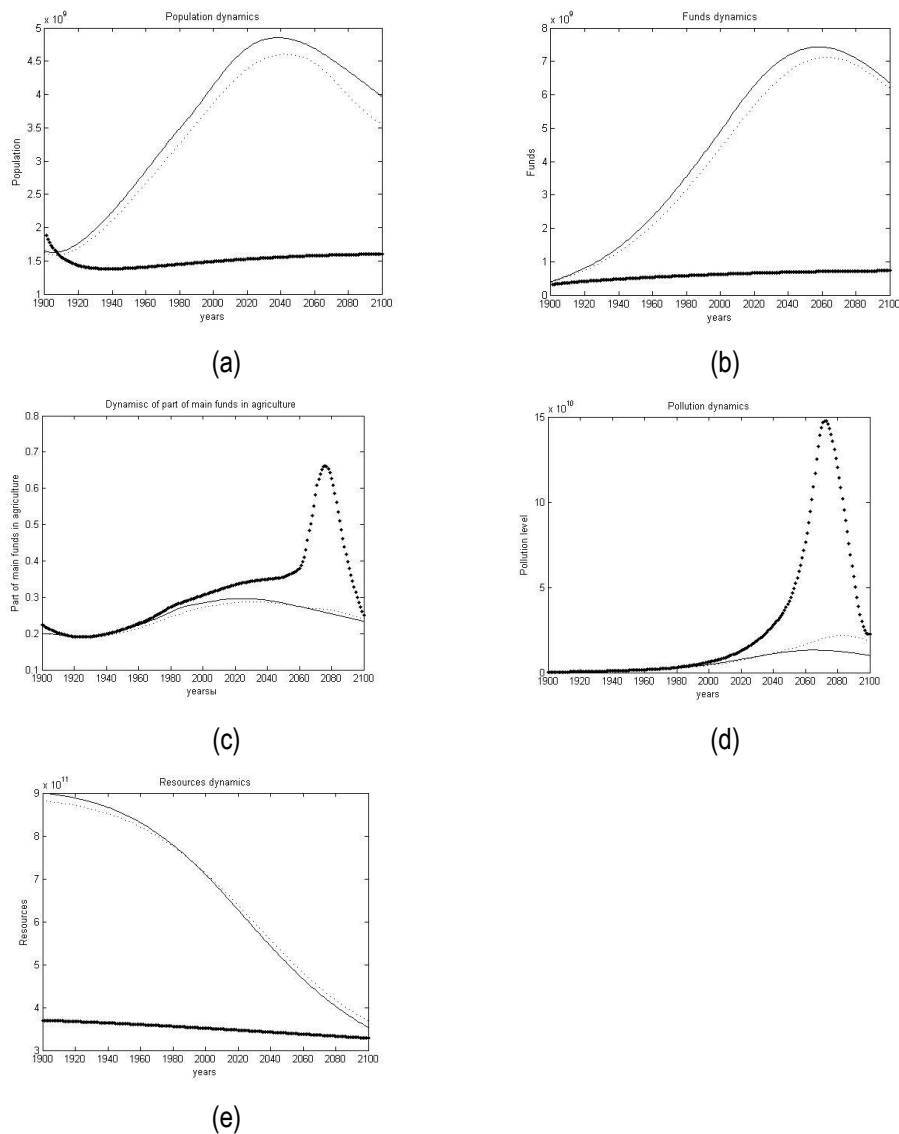 Population dynamics
x 10^9
5
4.5
4
3.5
3
2.5
2
1.5
1
Population
1900 1920 1940 1960 1980 2000 2020 2040 2060 2080 2100
years
(a)
Funds dynamics
x 10^9
8
7
6
5
4
3
2
1
0
Funds
1900 1920 1940 1960 1980 2000 2020 2040 2060 2080 2100
years
(b)
Dynamisc of part of main funds in agriculture
0.8
0.7
0.6
0.5
0.4
0.3
0.2
0.1
Part of main funds in agriculture
1900 1920 1940 1960 1980 2000 2020 2040 2060 2080 2100
yearsы
(c)
Pollution dynamics
x 10^10
15
10
5
0
Pollution level
1900 1920 1940 1960 1980 2000 2020 2040 2060 2080 2100
years
(d)
Resources dynamics
x 10^11
9
8
7
6
5
4
3
Resources
1900 1920 1940 1960 1980 2000 2020 2040 2060 2080 2100
years
(e)